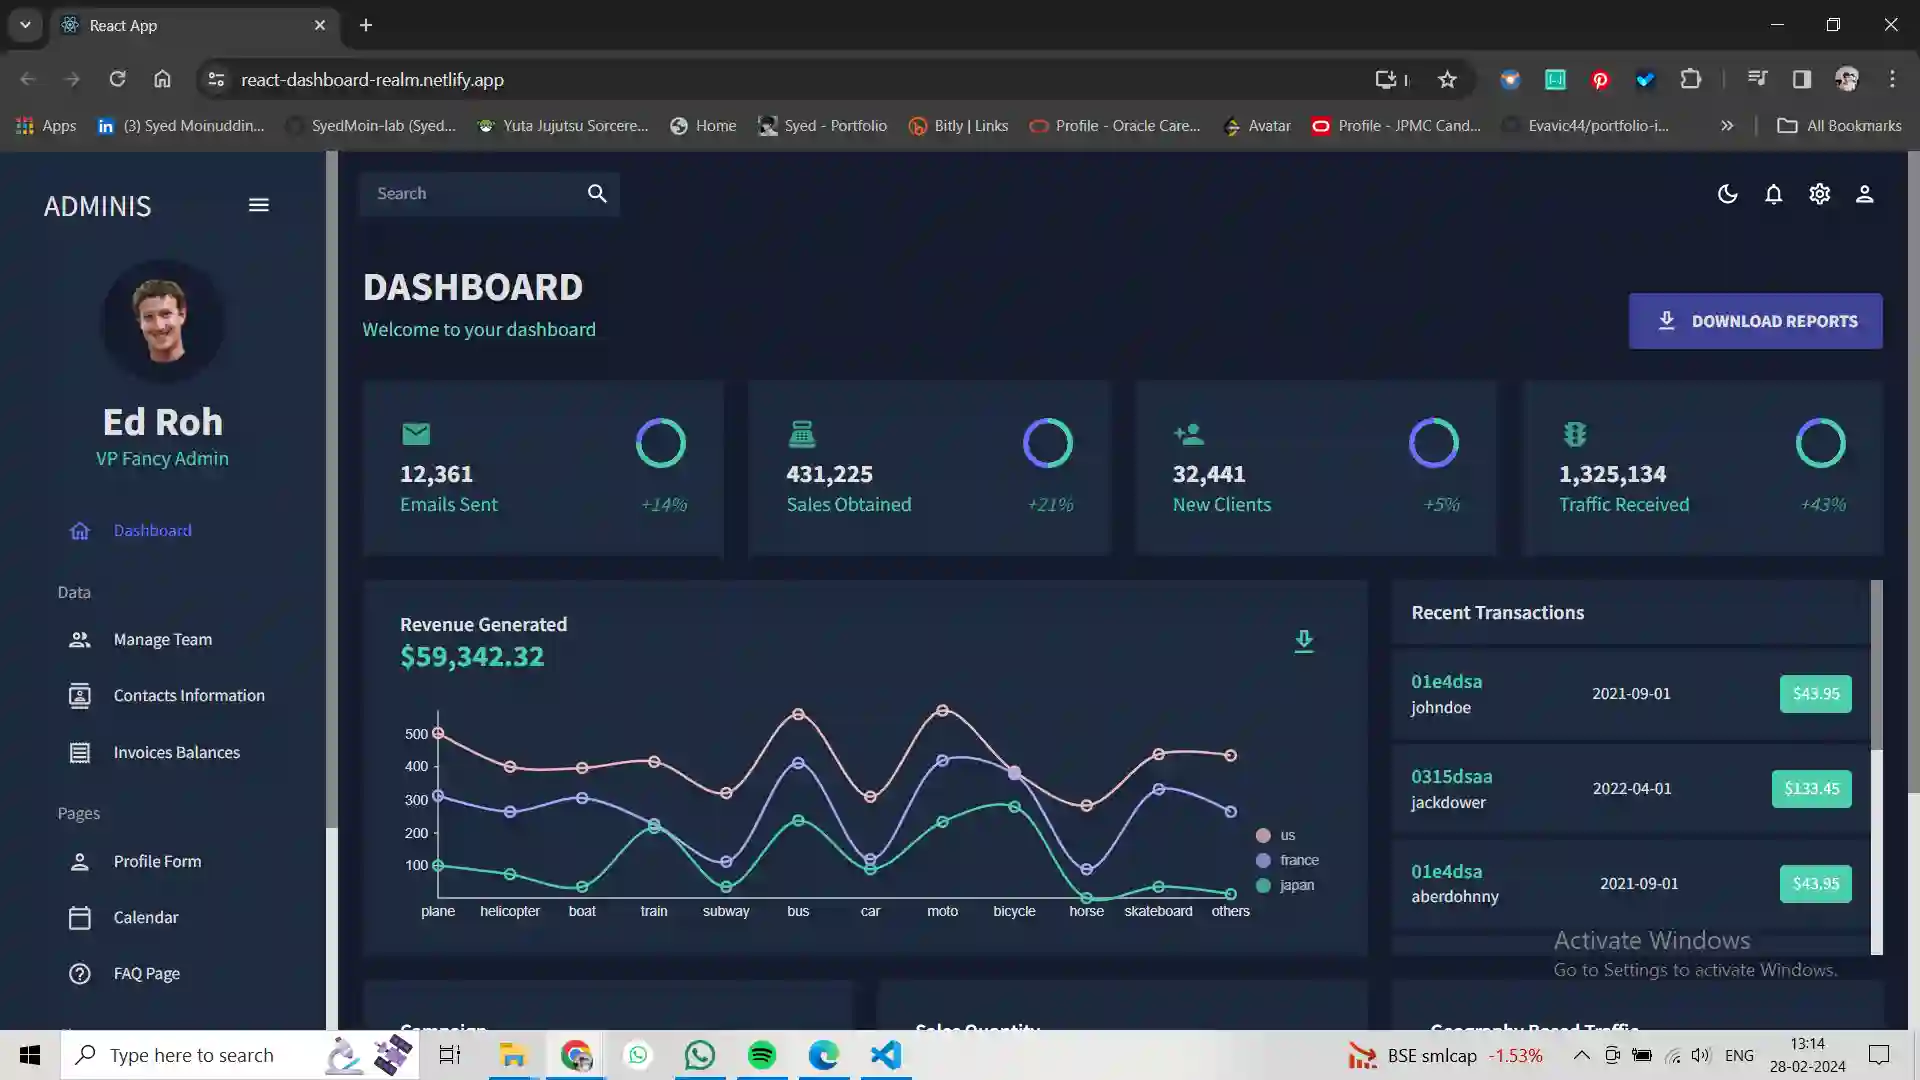 React App
react-dashboard-realm.netlify.app
Apps
(3) Syed Moinuddin...
SyedMoin-lab (Syed...
Yuta Jujutsu Sorcere...
Home
Syed - Portfolio
Bitly | Links
Profile - Oracle Care...
Avatar
Profile - JPMC Cand...
Evavic44/portfolio-i...
All Bookmarks
ADMINIS
Ed Roh
VP Fancy Admin
Dashboard
Data
Manage Team
Contacts Information
Invoices Balances
Pages
Profile Form
Calendar
FAQ Page
Search
DASHBOARD
Welcome to your dashboard
DOWNLOAD REPORTS
12,361
Emails Sent
+14%
431,225
Sales Obtained
+21%
32,441
New Clients
+5%
1,325,134
Traffic Received
+43%
Revenue Generated
$59,342.32
500
400
300
200
100
plane helicopter boat train subway bus car moto bicycle horse skateboard others
us
france
japan
Recent Transactions
01e4dsa
johndoe
2021-09-01
$43.95
0315dsaa
jackdower
2022-04-01
$133.45
01e4dsa
aberdohnny
2021-09-01
$43.95
Activate Windows
Go to Settings to activate Windows.
Campaign
Sales Quantity
Geography Based Traffic
Type here to search
BSE smlcap -1.53%
ENG
13:14
28-02-2024